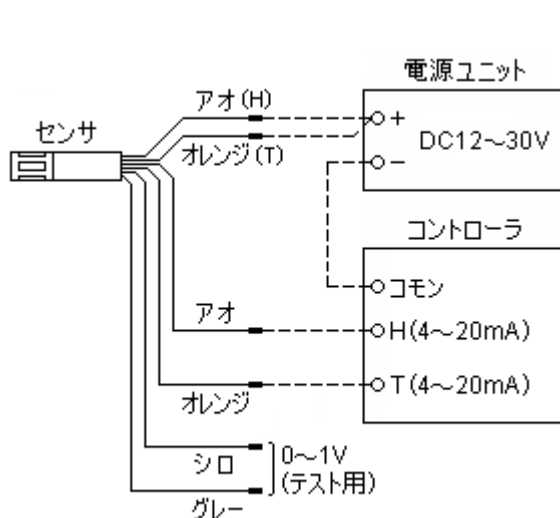 電源ユニット
アオ(H)
+
センサ
DC12~30V
オレンジ(T)
−
コントローラ
コモン
アオ
H(4~20mA)
T(4~20mA)
オレンジ
シロ
0~1V
(テスト用)
グレー